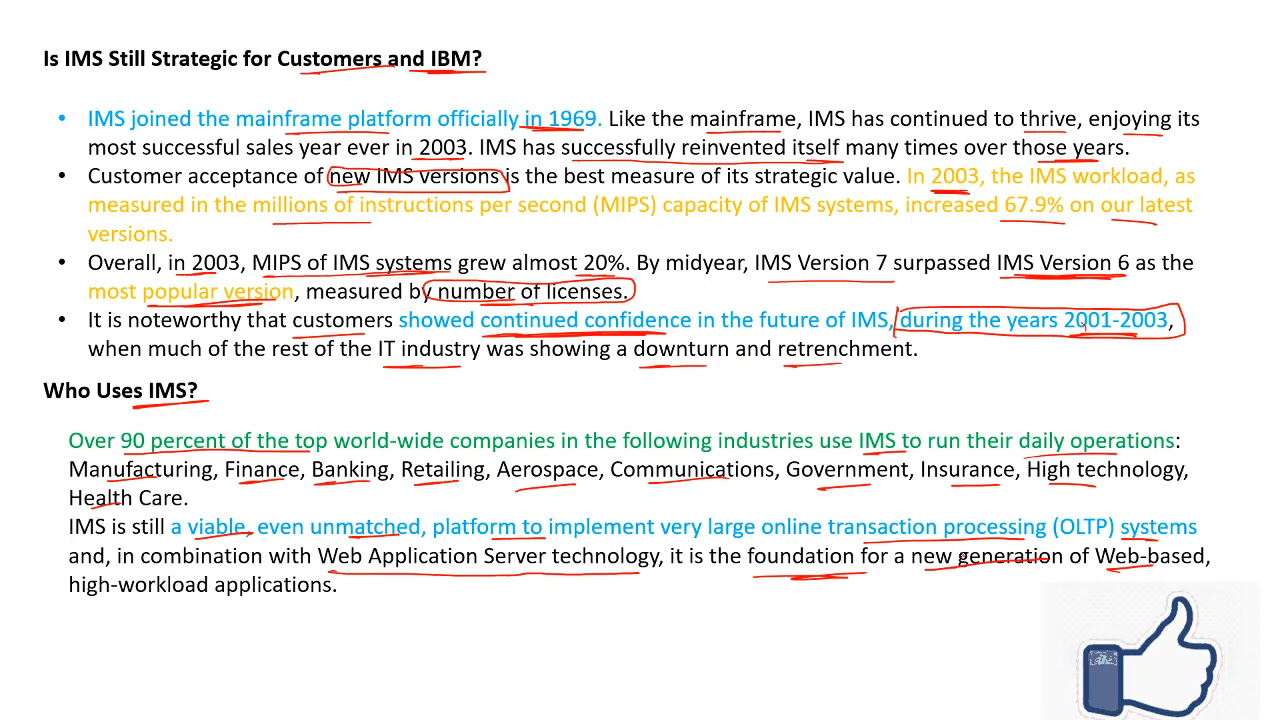 Is IMS Still Strategic for Customers and IBM?
• IMS joined the mainframe platform officially in 1969. Like the mainframe, IMS has continued to thrive, enjoying its
most successful sales year ever in 2003. IMS has successfully reinvented itself many times over those years.
• Customer acceptance of new IMS versions is the best measure of its strategic value. In 2003, the IMS workload, as
measured in the millions of instructions per second (MIPS) capacity of IMS systems, increased 67.9% on our latest
versions.
• Overall, in 2003, MIPS of IMS systems grew almost 20%. By midyear, IMS Version 7 surpassed IMS Version 6 as the
most popular version, measured by number of licenses.
• It is noteworthy that customers showed continued confidence in the future of IMS, during the years 2001-2003,
when much of the rest of the IT industry was showing a downturn and retrenchment.
Who Uses IMS?
Over 90 percent of the top world-wide companies in the following industries use IMS to run their daily operations:
Manufacturing, Finance, Banking, Retailing, Aerospace, Communications, Government, Insurance, High technology,
Health Care.
IMS is still a viable, even unmatched, platform to implement very large online transaction processing (OLTP) systems
and, in combination with Web Application Server technology, it is the foundation for a new generation of Web-based,
high-workload applications.